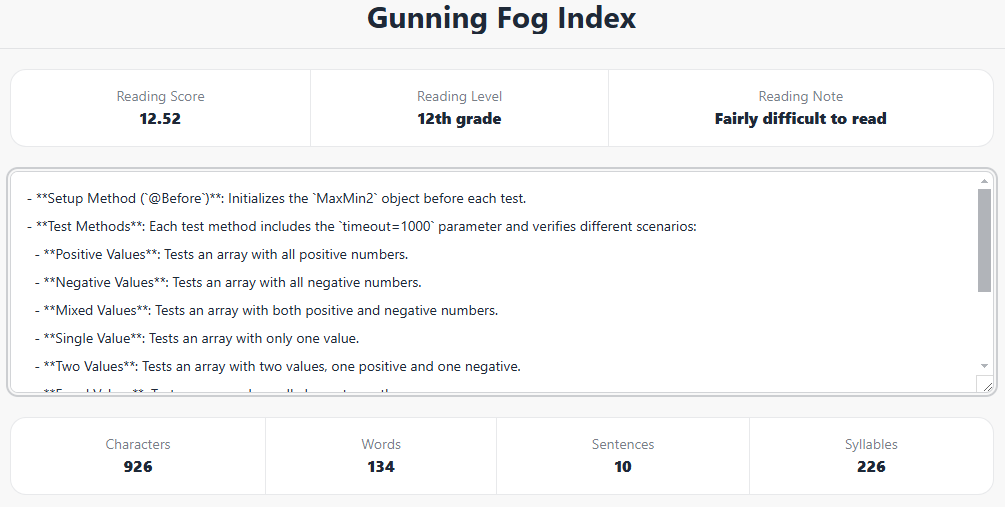 Gunning Fog Index
Reading Score
12.52
Reading Level
12th grade
Reading Note
Fairly difficult to read
- **Setup Method (`@Before`)**: Initializes the `MaxMin2` object before each test.
- **Test Methods**: Each test method includes the `timeout=1000` parameter and verifies different scenarios:
- **Positive Values**: Tests an array with all positive numbers.
- **Negative Values**: Tests an array with all negative numbers.
- **Mixed Values**: Tests an array with both positive and negative numbers.
- **Single Value**: Tests an array with only one value.
- **Two Values**: Tests an array with two values, one positive and one negative.
Characters
926
Words
134
Sentences
10
Syllables
226